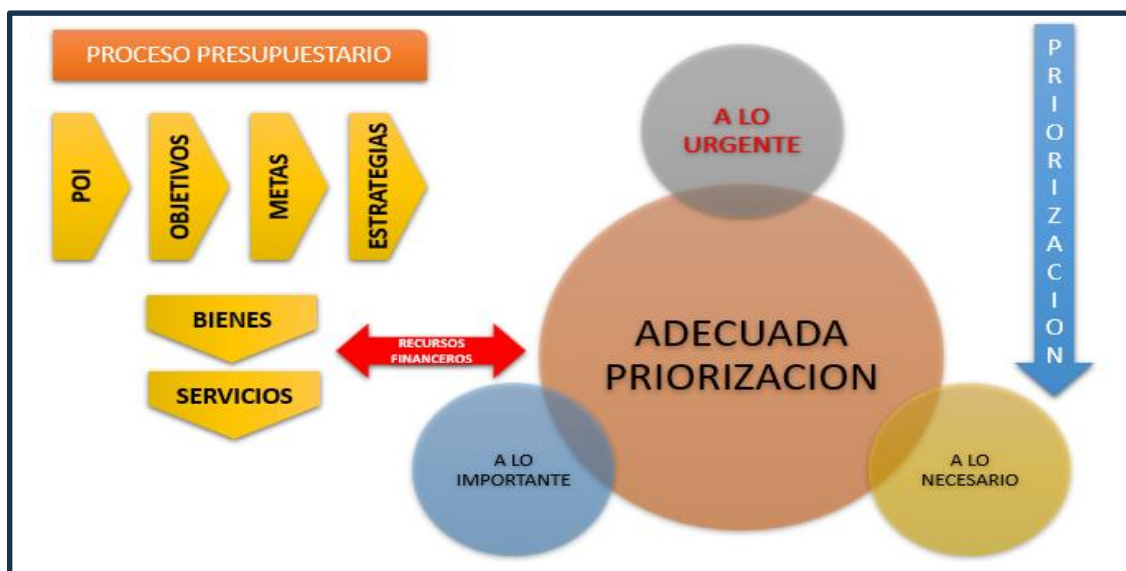 PROCESO PRESUPUESTARIO
POI
OBJETIVOS
METAS
ESTRATEGIAS
BIENES
SERVICIOS
RECURSOS
FINANCEROS
A LO
URGENTE
ADECUADA
PRIORIZACION
A LO
IMPORTANTE
A LO
NECESARIO
PRIORIZACION